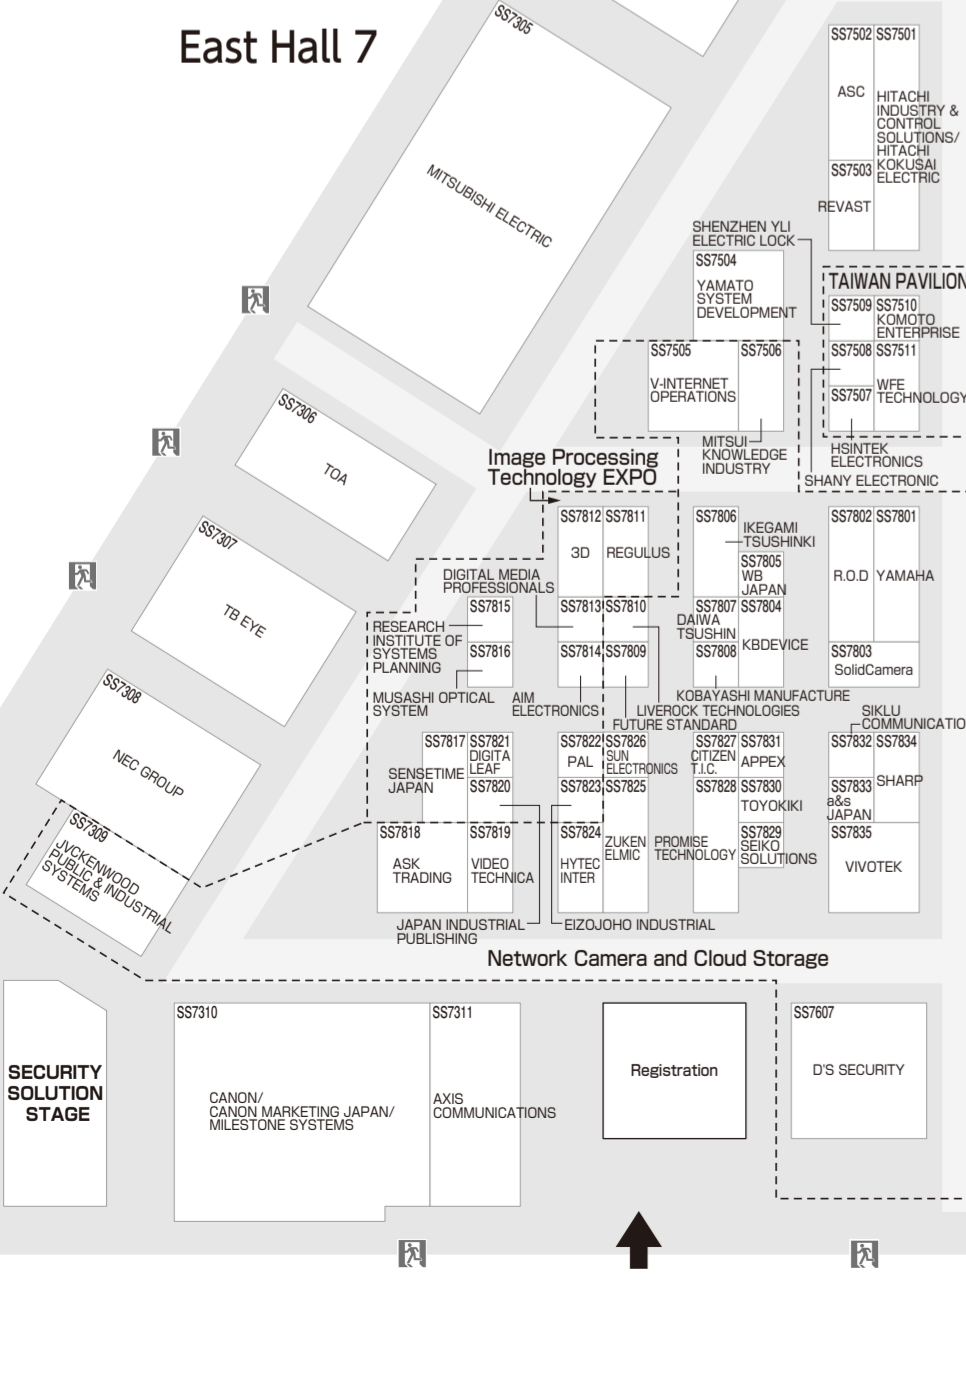 East Hall 7
SS7305
MITSUBISHI ELECTRIC
SS7502
SS7501
ASC
HITACHI
INDUSTRY &
CONTROL
SOLUTIONS/
HITACHI
KOKUSAI
ELECTRIC
SS7503
REVAST
SHENZHEN YLI
ELECTRIC LOCK
SS7504
YAMATO
SYSTEM
DEVELOPMENT
TAIWAN PAVILION
SS7509
SS7510
KOMOTO
ENTERPRISE
SS7508
SS7511
WFE
TECHNOLOGY
SS7507
HSINTEK
ELECTRONICS
SHANY ELECTRONIC
SS7505
V-INTERNET
OPERATIONS
SS7506
MITSUI
KNOWLEDGE
INDUSTRY
SS7306
TOA
SS7307
TB EYE
SS7308
NEC GROUP
SS7309
JVCKENWOOD
PUBLIC & INDUSTRIAL
SYSTEMS
Image Processing
Technology EXPO
SS7812
SS7811
3D
REGULUS
DIGITAL MEDIA
PROFESSIONALS
SS7815
SS7813
SS7810
RESEARCH
INSTITUTE OF
SYSTEMS
PLANNING
SS7816
SS7814
SS7809
MUSASHI OPTICAL
SYSTEM
AIM
ELECTRONICS
LIVEROCK TECHNOLOGIES
FUTURE STANDARD
SS7806
IKEGAMI
TSUSHINKI
SS7805
WB
JAPAN
SS7807
DAIWA
TSUSHIN
SS7804
KBDEVICE
SS7808
KOBAYASHI MANUFACTURE
SS7802
SS7801
R.O.D
YAMAHA
SS7803
SolidCamera
SS7817
SENSETIME
JAPAN
SS7821
DIGITA
LEAF
SS7820
SS7818
ASK
TRADING
SS7819
VIDEO
TECHNICA
JAPAN INDUSTRIAL
PUBLISHING
SS7822
PAL
SS7826
SUN
ELECTRONICS
SS7823
SS7825
ZUKEN
ELMIC
SS7824
HYTEC
INTER
EIZOJOHO INDUSTRIAL
SS7827
CITIZEN
T.I.C.
SS7831
APPEX
SS7828
PROMISE
TECHNOLOGY
SS7830
TOYOKIKI
SS7829
SEIKO
SOLUTIONS
SIKLU
COMMUNICATIO
SS7832
SS7834
SHARP
SS7833
a&s
JAPAN
SS7835
VIVOTEK
Network Camera and Cloud Storage
SECURITY
SOLUTION
STAGE
SS7310
CANON/
CANON MARKETING JAPAN/
MILESTONE SYSTEMS
SS7311
AXIS
COMMUNICATIONS
Registration
SS7607
D'S SECURITY